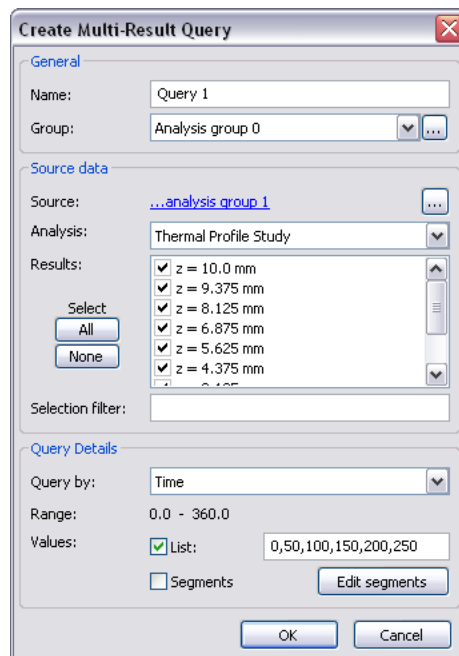 Create Multi-Result Query
General
Name: Query 1
Group: Analysis group 0 ...
Source data
Source: ...analysis group 1 ...
Analysis: Thermal Profile Study
Results: z = 10.0 mm
z = 9.375 mm
z = 8.125 mm
Select z = 6.875 mm
All z = 5.625 mm
None z = 4.375 mm
Selection filter:
Query Details
Query by: Time
Range: 0.0 - 360.0
Values: List: 0,50,100,150,200,250
Segments Edit segments
OK Cancel